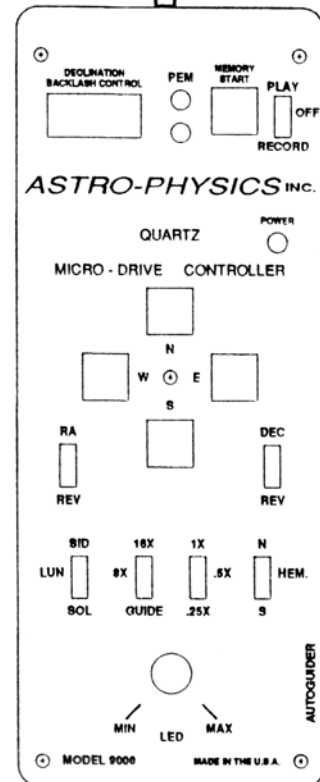 DECLINATION
BACKLASH CONTROL
PEM
MEMORY
START
PLAY
OFF
RECORD
ASTRO-PHYSICS INC.
POWER
QUARTZ
MICRO - DRIVE CONTROLLER
N
W E
S
RA DEC
REV REV
SID 16X 1X N
LUN 8X .5X HEM.
SOL GUIDE .25X S
AUTOGUIDER
MIN LED MAX
MODEL 9000 MADE IN THE U.S.A.